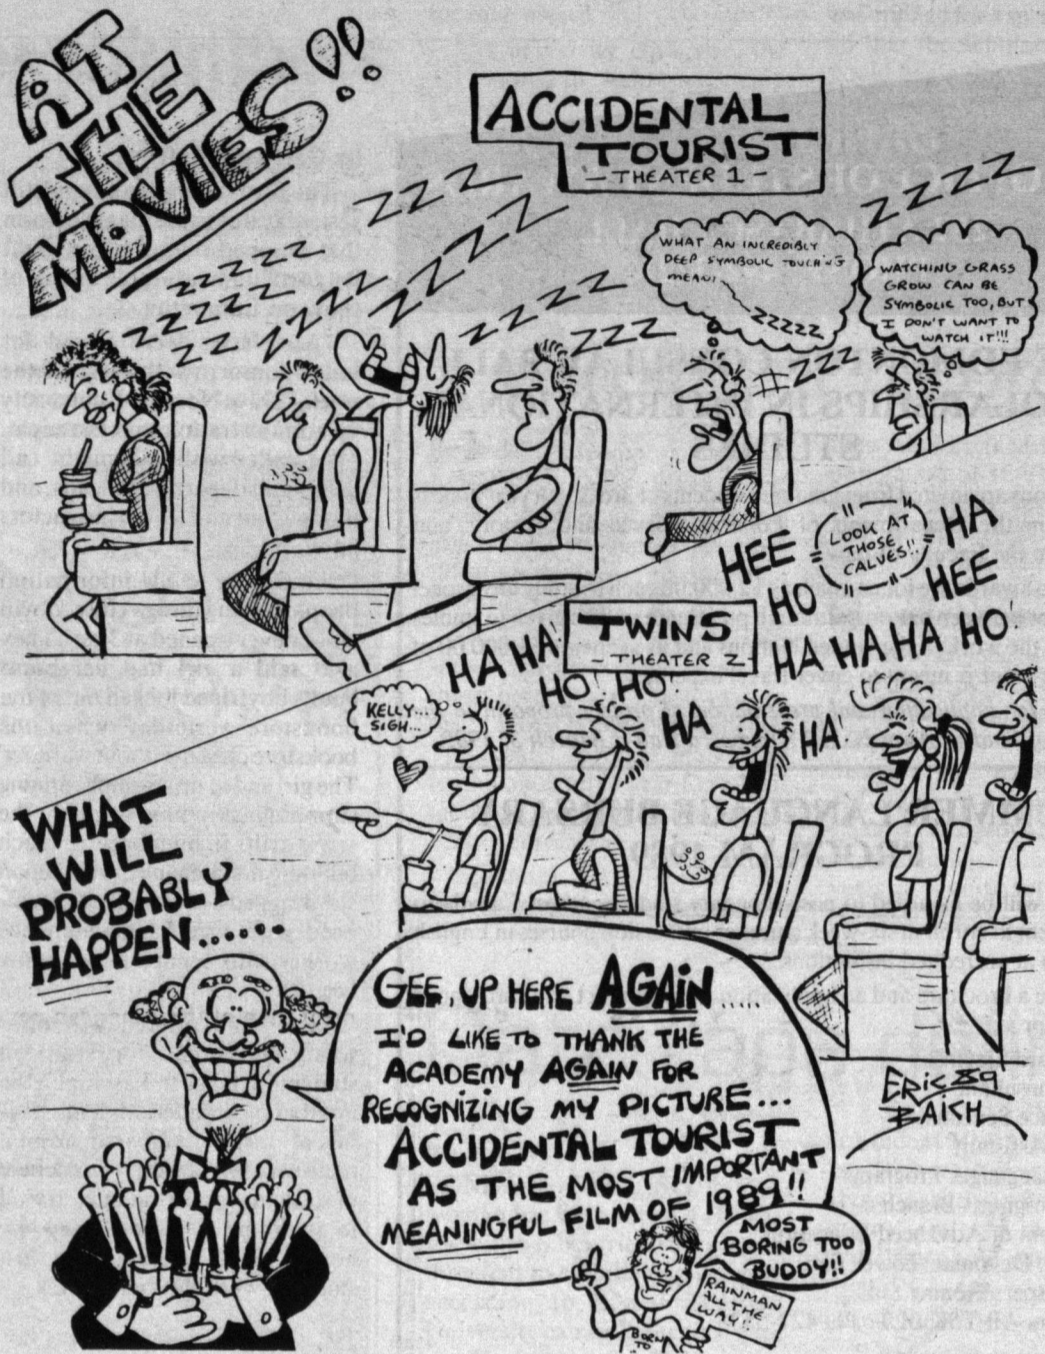 AT
THE
MOVIES!!
ACCIDENTAL
TOURIST
- THEATER 1 -
ZZZ
ZZZ
ZZZZZ
ZZZZZ
ZZZZ
ZZZZ
ZZZ
ZZZ
WHAT AN INCREDIBLY
DEEP SYMBOLIC TOUCHING
MEANI
ZZZZZ
ZZZ
WATCHING GRASS
GROW CAN BE
SYMBOLIC TOO, BUT
I DON'T WANT TO
WATCH IT!!!
HEE
HO
LOOK AT
THOSE
CALVES!!
HA
HEE
TWINS
- THEATER 2 -
HA HA!
HO! HO!
HA HA HA HO!
HA
HA!
KELLY...
SIGH...
WHAT
WILL
PROBABLY
HAPPEN......
GEE, UP HERE AGAIN....
I'D LIKE TO THANK THE
ACADEMY AGAIN FOR
RECOGNIZING MY PICTURE...
ACCIDENTAL TOURIST
AS THE MOST IMPORTANT
MEANINGFUL FILM OF 1989!!
ERIC 89
BAICH
MOST
BORING TOO
BUDDY!!
RAINMAN
ALL THE
WAY!!
BORN
TO